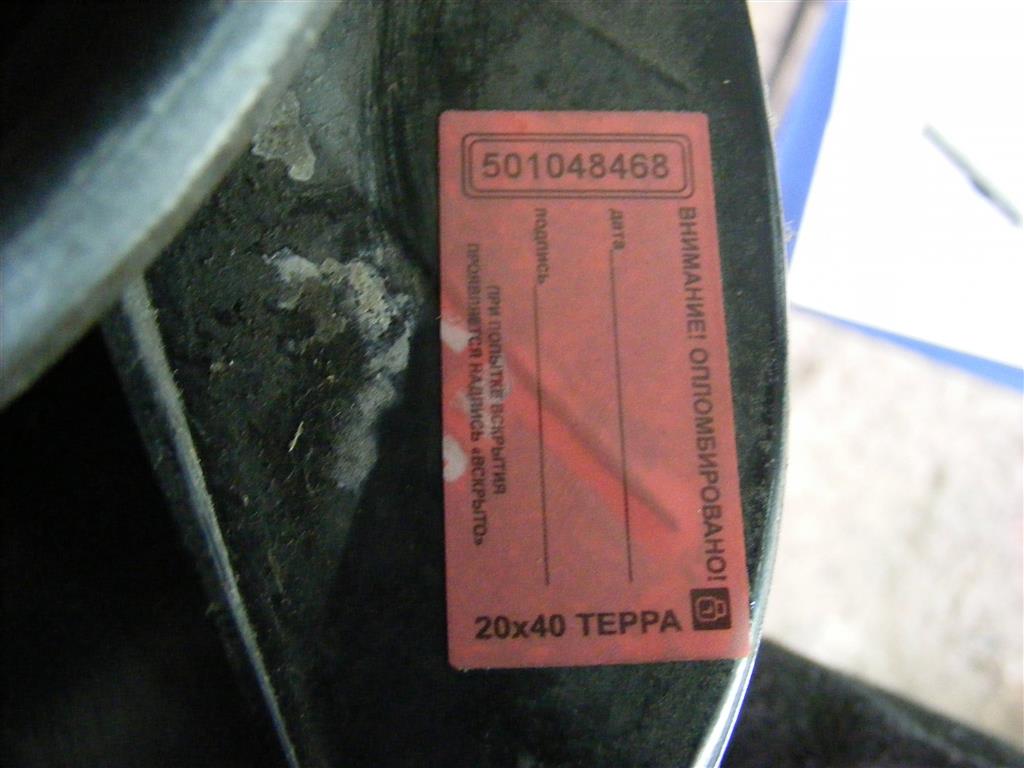 501048468
ВНИМАНИЕ! ОПЛОМБИРОВАНО!
дата
подпись
ПРИ ПОПЫТКЕ ВСКРЫТИЯ
ПРОЯВЛЯЕТСЯ НАДПИСЬ «ВСКРЫТО»
20x40 ТЕРРА